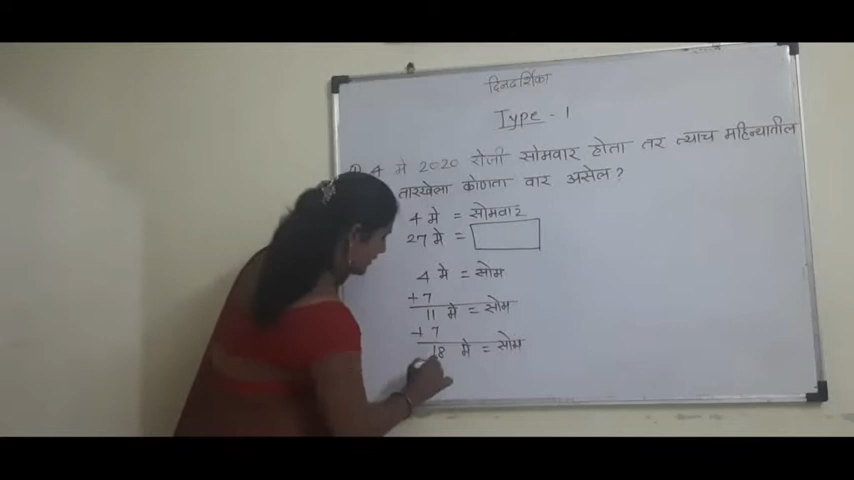 दिनदर्शिका
Type - 1
4 मे 2020 रोजी सोमवार होता तर त्याच महिन्यातील
तारखेला कोणता वार असेल?
4 मे = सोमवार
27 मे =
4 मे = सोम
+ 7
11 मे = सोम
+ 7
18 मे = सोम